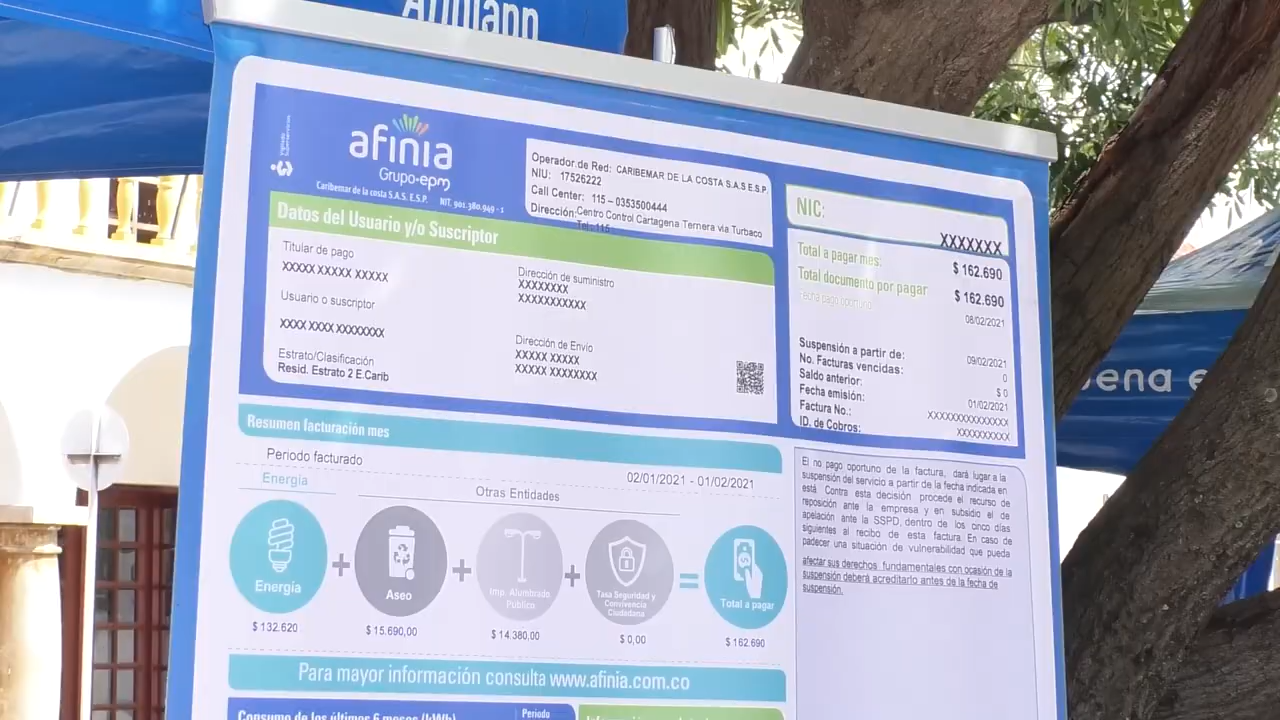 afinia
Grupo-epm
Caribemar de la costa S.A.S. E.S.P. NIT. 901.380.949 - 1
Operador de Red: CARIBEMAR DE LA COSTA S.A.S E.S.P.
NIU: 17526222
Call Center: 115 – 0353500444
Dirección:Centro Control Cartagena Ternera via Turbaco
Tel: 115
Datos del Usuario y/o Suscriptor
Titular de pago
XXXXX XXXXX XXXXX
Usuario o suscriptor
XXXX XXXX XXXXXXXX
Estrato/Clasificación
Resid. Estrato 2 E.Carib
Dirección de suministro
XXXXXXXX
XXXXXXXXXXX
Dirección de Envío
XXXXX XXXXX
XXXXX XXXXXXXX
NIC:
XXXXXXX
Total a pagar mes: $ 162.690
Total documento por pagar $ 162.690
Fecha pago oportuno: 08/02/2021
Suspensión a partir de: 09/02/2021
No. Facturas vencidas: 0
Saldo anterior: $ 0
Fecha emisión: 01/02/2021
Factura No.: XXXXXXXXXXXXXXX
ID. de Cobros: XXXXXXXXXX
Resumen facturación mes
Periodo facturado 02/01/2021 - 01/02/2021
Energía
Otras Entidades
Energía + Aseo + Imp. Alumbrado Público + Tasa Seguridad y Convivencia Ciudadana = Total a pagar
$ 132.620 $ 15.690,00 $ 14.380,00 $ 0,00 $ 162.690
El no pago oportuno de la factura, dará lugar a la
suspensión del servicio a partir de la fecha indicada en
está. Contra esta decisión procede el recurso de
reposición ante la empresa y en subsidio el de
apelación ante la SSPD, dentro de los cinco días
siguientes al recibo de esta factura. En caso de
padecer una situación de vulnerabilidad que pueda
afectar sus derechos fundamentales con ocasión de la
suspensión deberá acreditarlo antes de la fecha de
suspensión.
Para mayor información consulta www.afinia.com.co
Consumo de los últimos 6 meses (kWh) Periodo